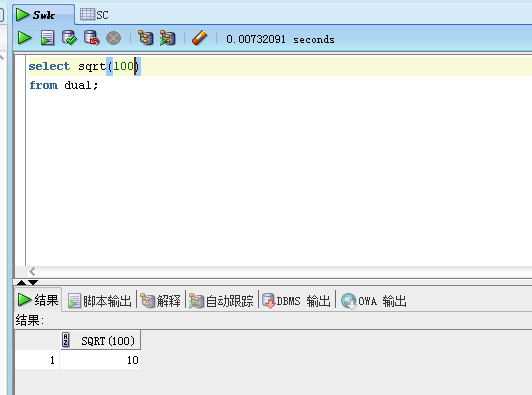 Swk
SC
0.00732091 seconds
select sqrt(100)
from dual;
结果 脚本输出 解释 自动跟踪 DBMS 输出 OWA 输出
结果:
SQRT(100)
1 10